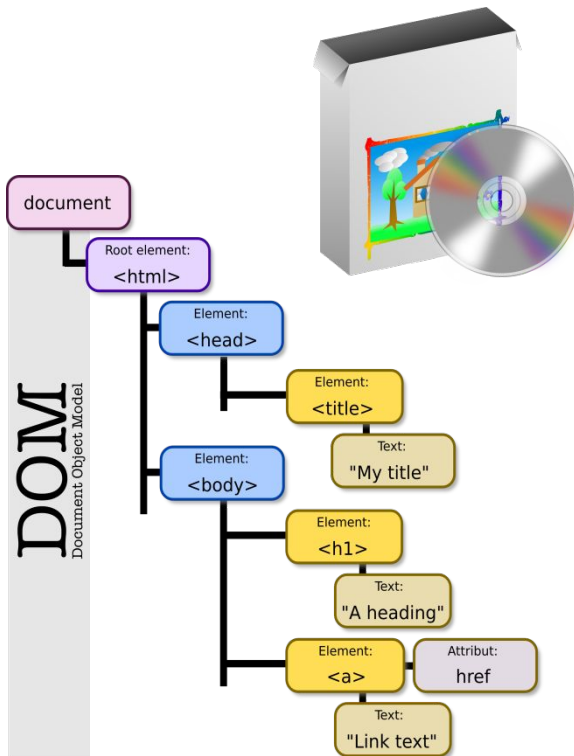 document
Root element:
<html>
Element:
<head>
Element:
<title>
Text:
"My title"
Element:
<body>
Element:
<h1>
Text:
"A heading"
Element:
<a>
Attribut:
href
Text:
"Link text"
DOM
Document Object Model